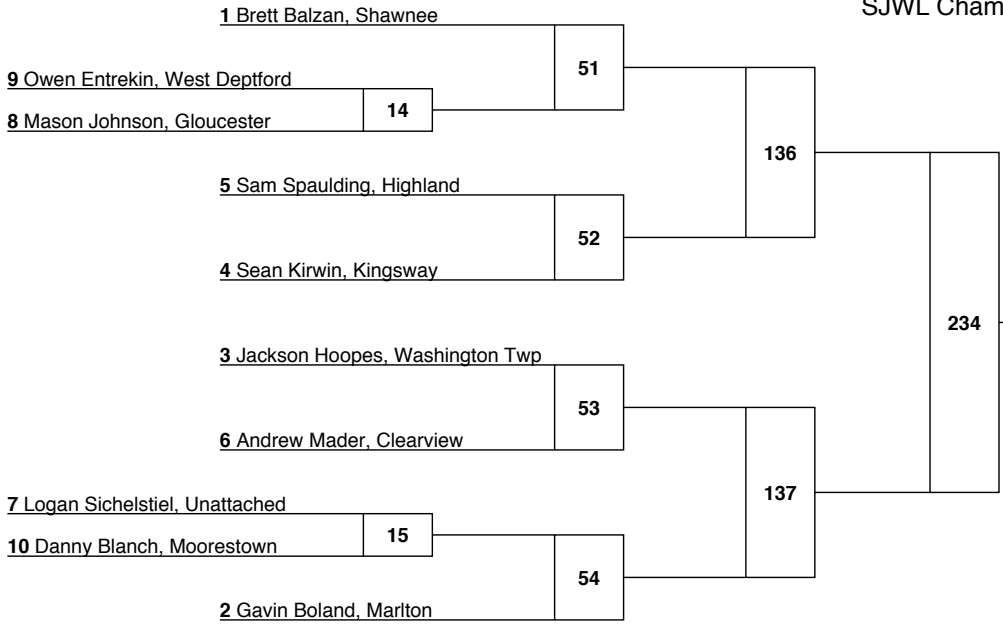 SJWL Cham
1 Brett Balzan, Shawnee
51
9 Owen Entrekin, West Deptford
14
8 Mason Johnson, Gloucester
136
5 Sam Spaulding, Highland
52
4 Sean Kirwin, Kingsway
234
3 Jackson Hoopes, Washington Twp
53
6 Andrew Mader, Clearview
137
7 Logan Sichelstiel, Unattached
15
10 Danny Blanch, Moorestown
54
2 Gavin Boland, Marlton